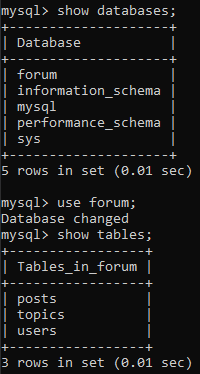 mysql> show databases;
+--------------------+
| Database           |
+--------------------+
| forum              |
| information_schema |
| mysql              |
| performance_schema |
| sys                |
+--------------------+
5 rows in set (0.01 sec)

mysql> use forum;
Database changed
mysql> show tables;
+-----------------+
| Tables_in_forum |
+-----------------+
| posts           |
| topics          |
| users           |
+-----------------+
3 rows in set (0.01 sec)